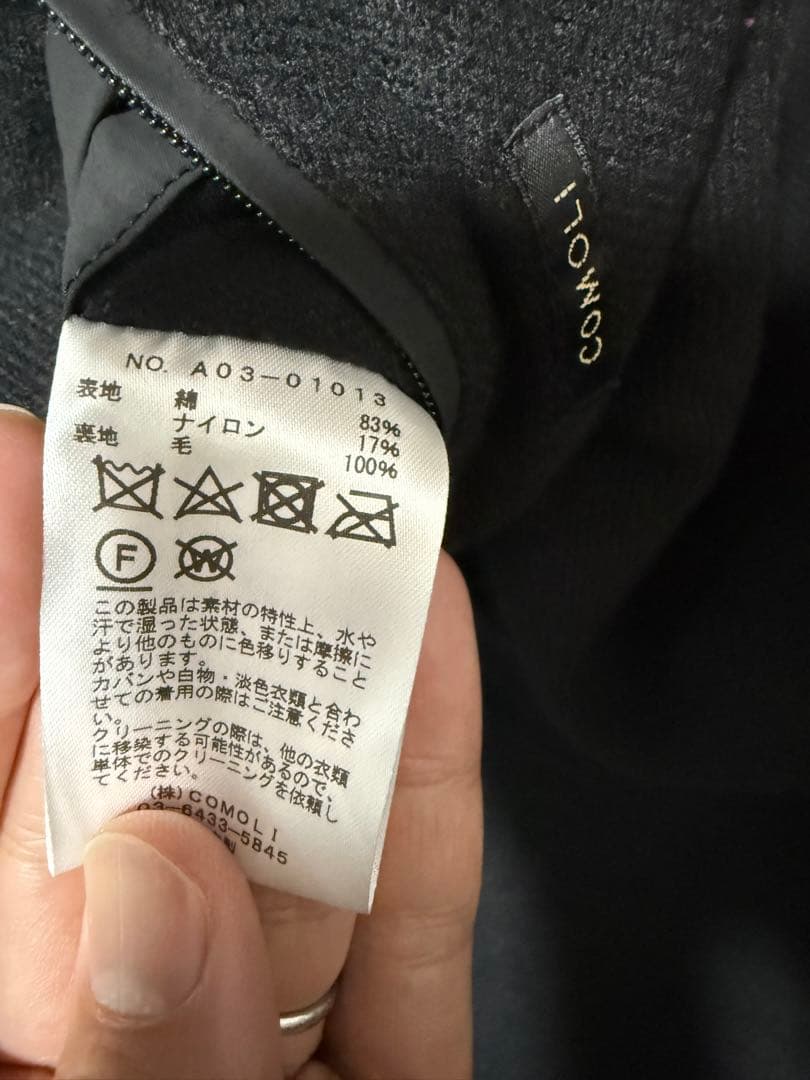 COMOLI
NO. A03-01013
表地 綿 83%
ナイロン 17%
裏地 毛 100%
F W
この製品は素材の特性上、水や
汗で湿った状態、または摩擦に
より他のものに色移りすること
があります。
カバンや白物・淡色衣類と合わ
せての着用の際はご注意くださ
い。
クリーニングの際は、他の衣類
に移染する可能性があるので、
単体でのクリーニングを依頼し
てください。
(株)COMOLI
03-6433-5845
製